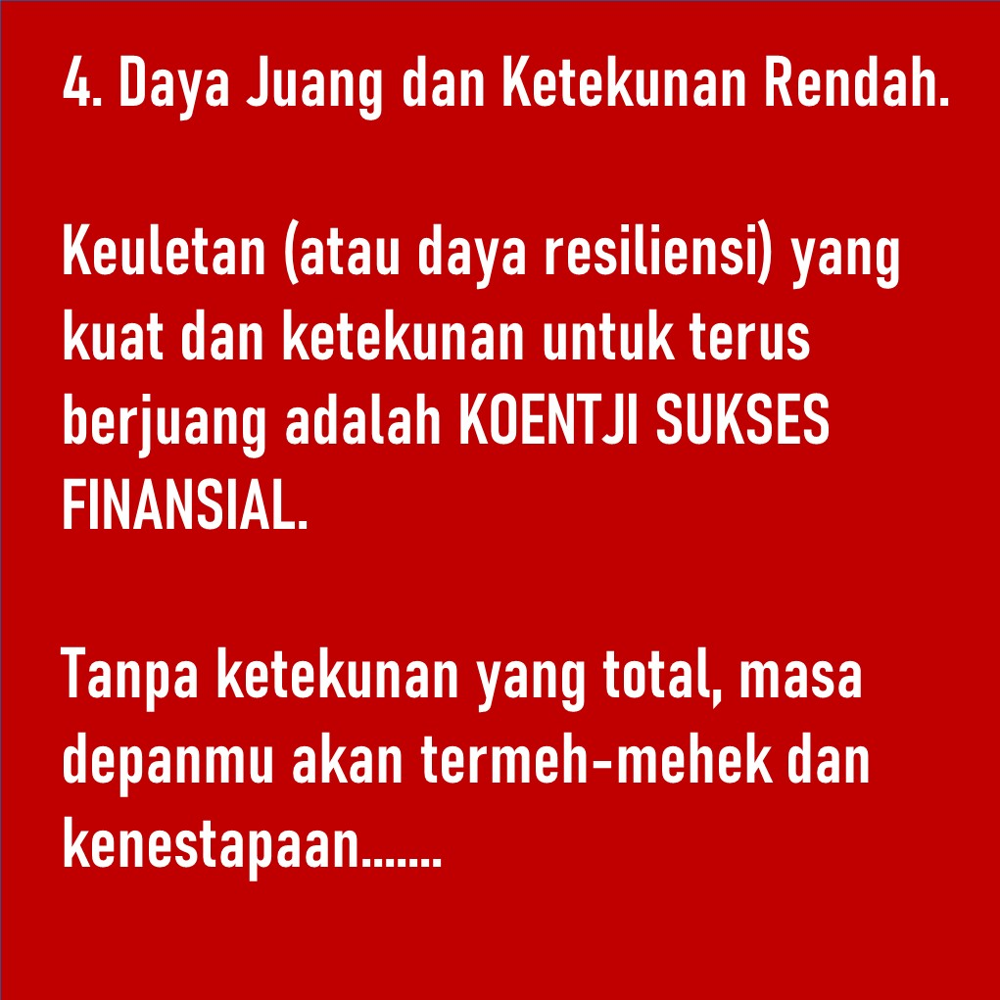 4. Daya Juang dan Ketekunan Rendah.
Keuletan (atau daya resiliensi) yang
kuat dan ketekunan untuk terus
berjuang adalah KOENTJI SUKSES
FINANSIAL.
Tanpa ketekunan yang total, masa
depanmu akan termeh-mehek dan
kenestapaan.......